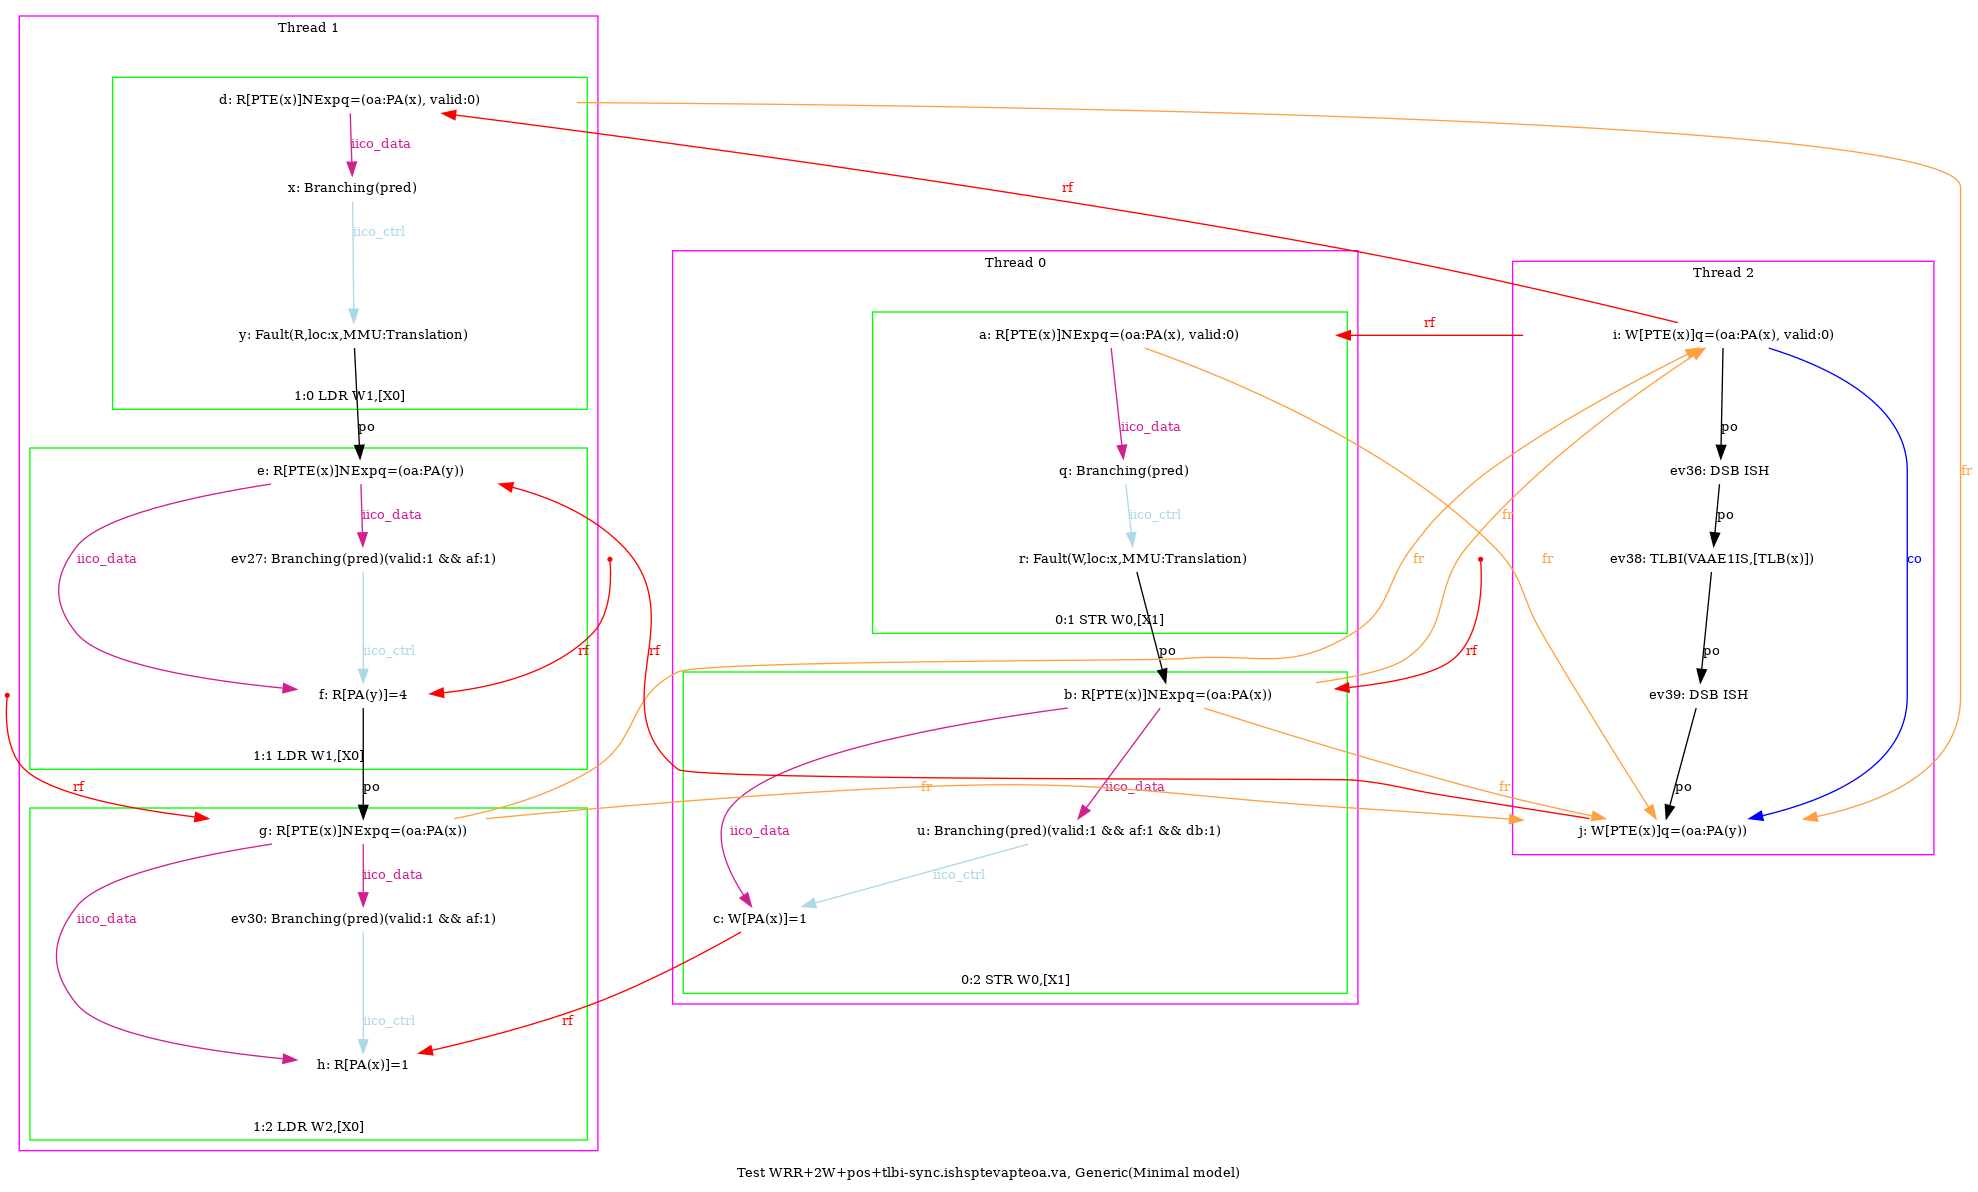 Thread 1
d: R[PTE(x)]NExpq=(oa:PA(x), valid:0)
iico_data
x: Branching(pred)
rf
iico_ctrl
Thread 0
Thread 2
y: Fault(R,loc:x,MMU:Translation)
a: R[PTE(x)]NExpq=(oa:PA(x), valid:0)
rf
i: W[PTE(x)]q=(oa:PA(x), valid:0)
1:0 LDR W1,[X0]
po
iico_data
po
e: R[PTE(x)]NExpq=(oa:PA(y))
q: Branching(pred)
ev36: DSB ISH
fr
iico_data
iico_ctrl
fr
po
iico_data
ev27: Branching(pred)(valid:1 && af:1)
r: Fault(W,loc:x,MMU:Translation)
fr
fr
ev38: TLBI(VAAE1IS,[TLB(x)])
co
0:1 STR W0,[X1]
iico_ctrl
rf
rf
po
rf
po
f: R[PA(y)]=4
b: R[PTE(x)]NExpq=(oa:PA(x))
ev39: DSB ISH
1:1 LDR W1,[X0]
rf
po
fr
iico_data
fr
po
g: R[PTE(x)]NExpq=(oa:PA(x))
iico_data
u: Branching(pred)(valid:1 && af:1 && db:1)
j: W[PTE(x)]q=(oa:PA(y))
iico_data
iico_ctrl
iico_data
ev30: Branching(pred)(valid:1 && af:1)
c: W[PA(x)]=1
0:2 STR W0,[X1]
iico_ctrl
rf
h: R[PA(x)]=1
1:2 LDR W2,[X0]
Test WRR+2W+pos+tlbi-sync.ishsptevapteoa.va, Generic(Minimal model)